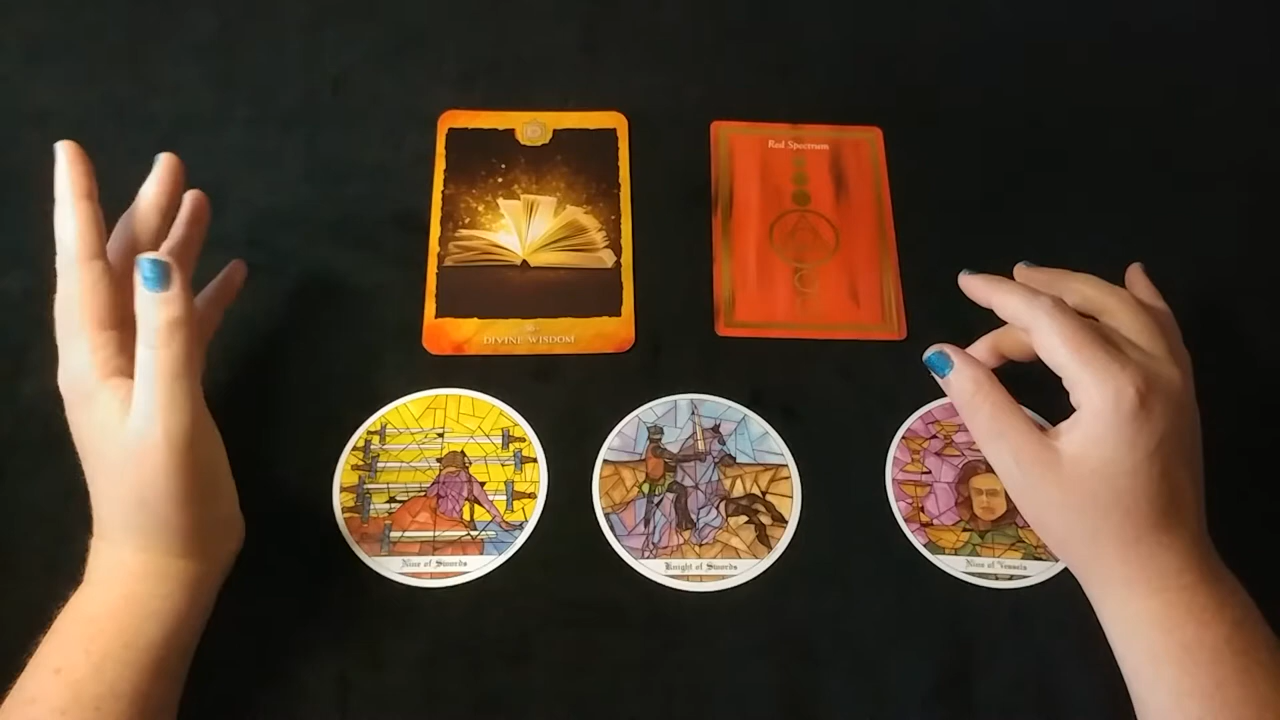 Red Spectrum
DIVINE WISDOM
Nine of Swords
Knight of Swords
Nine of Vessels